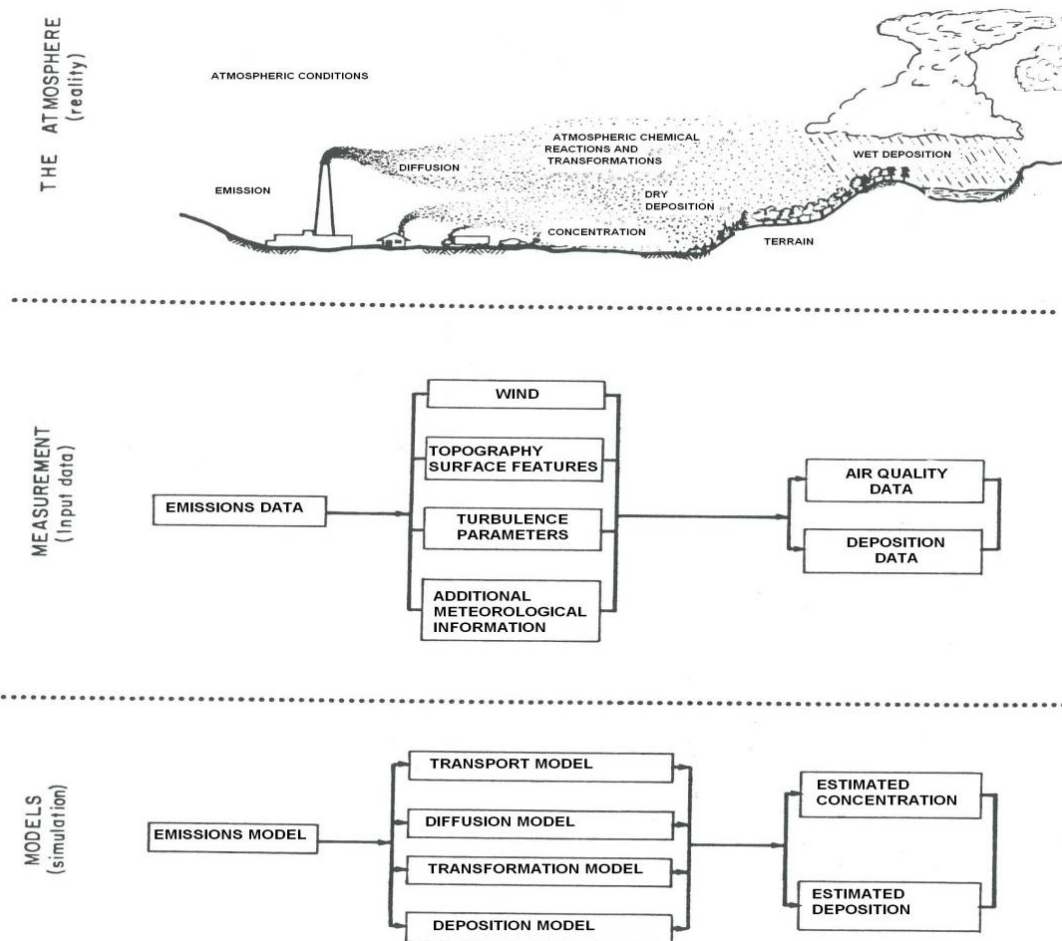 THE ATMOSPHERE
(reality)
ATMOSPHERIC CONDITIONS
EMISSION
DIFFUSION
ATMOSPHERIC CHEMICAL
REACTIONS AND
TRANSFORMATIONS
WET DEPOSITION
DRY
DEPOSITION
CONCENTRATION
TERRAIN
MEASUREMENT
(Input data)
EMISSIONS DATA
WIND
TOPOGRAPHY
SURFACE FEATURES
TURBULENCE
PARAMETERS
ADDITIONAL
METEOROLOGICAL
INFORMATION
AIR QUALITY
DATA
DEPOSITION
DATA
MODELS
(simulation)
EMISSIONS MODEL
TRANSPORT MODEL
DIFFUSION MODEL
TRANSFORMATION MODEL
DEPOSITION MODEL
ESTIMATED
CONCENTRATION
ESTIMATED
DEPOSITION